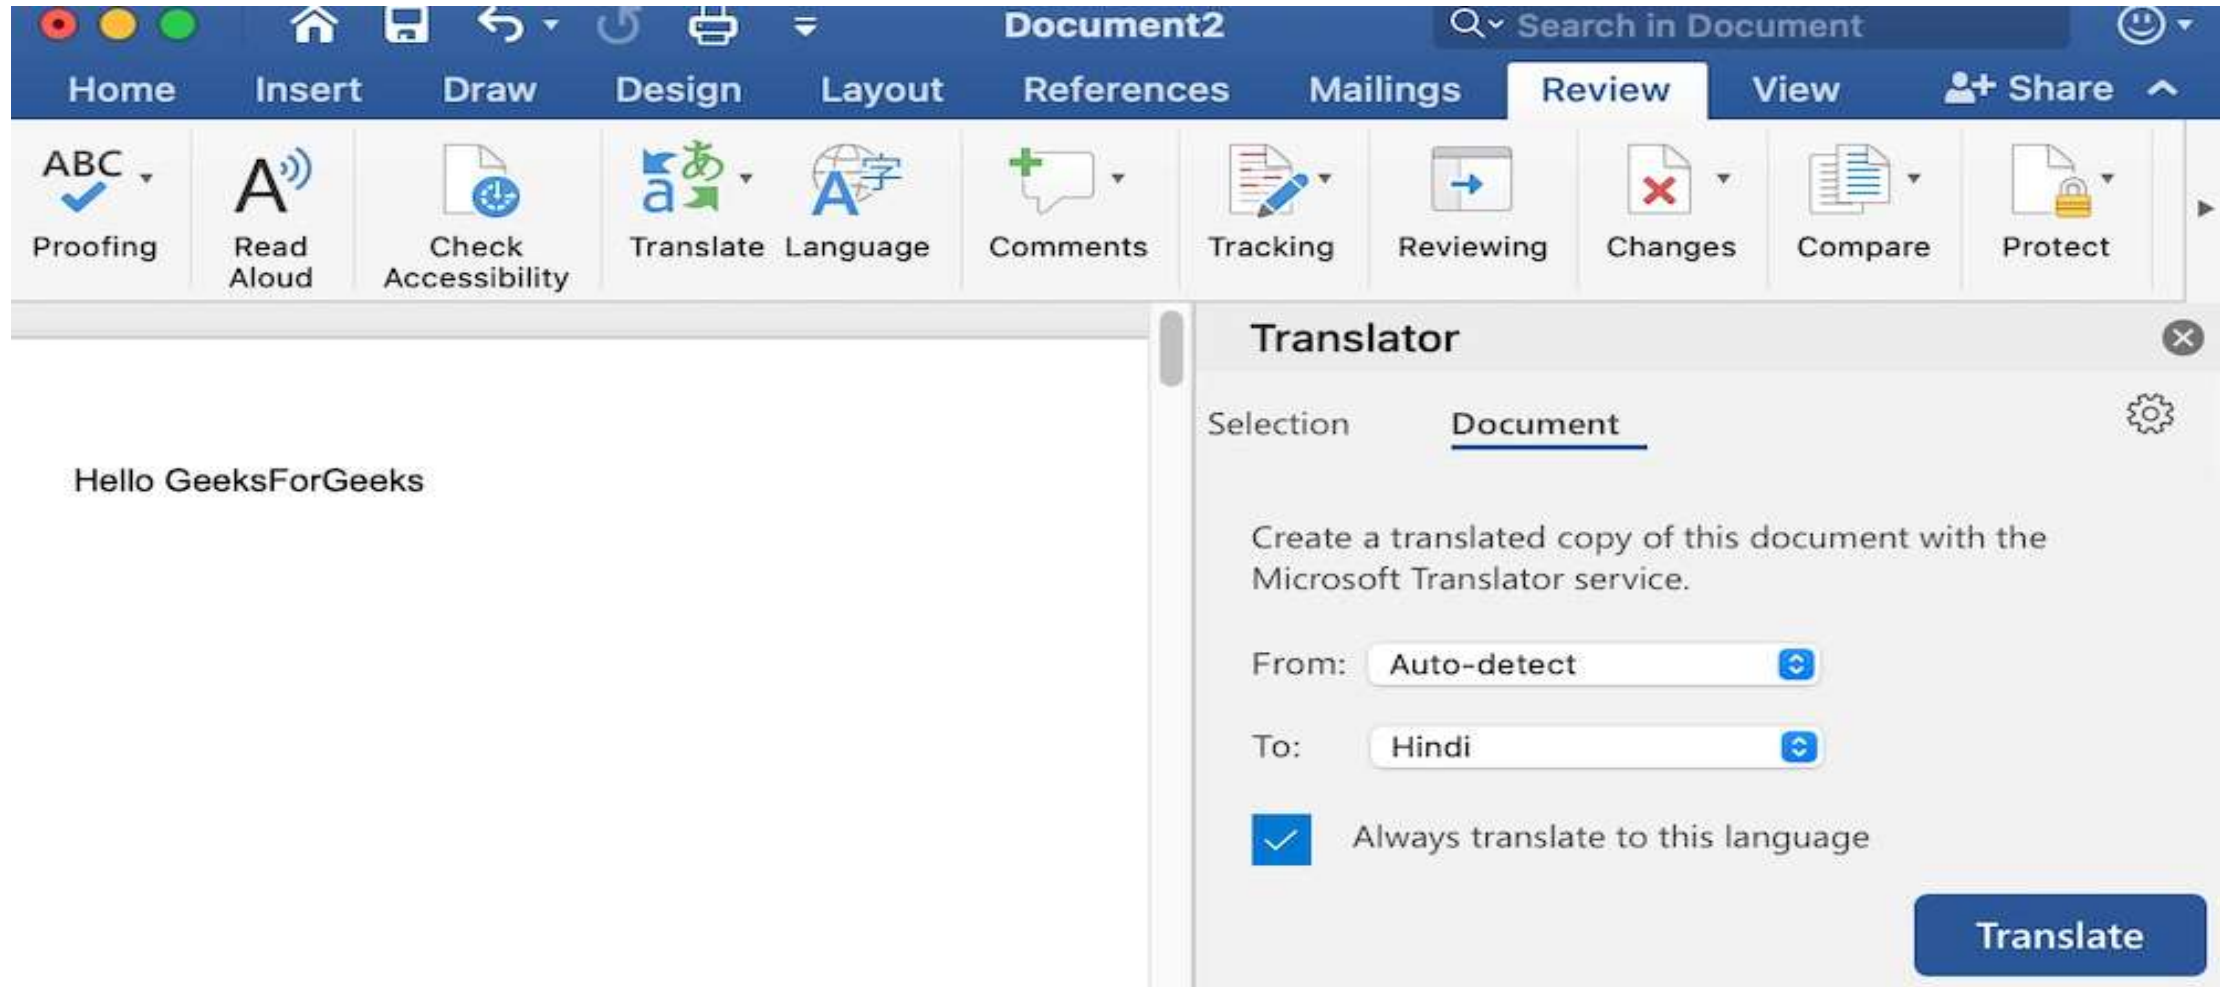 Document2
Search in Document
Home Insert Draw Design Layout References Mailings Review View Share
ABC
Proofing
Read Aloud
Check Accessibility
Translate
Language
Comments
Tracking
Reviewing
Changes
Compare
Protect
Translator
Selection Document
Hello GeeksForGeeks
Create a translated copy of this document with the
Microsoft Translator service.
From: Auto-detect
To: Hindi
Always translate to this language
Translate